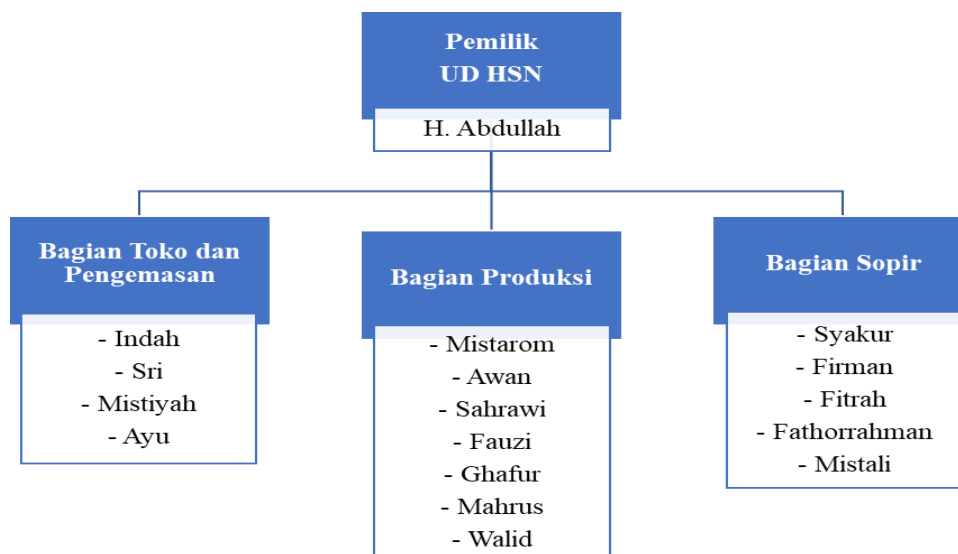 Pemilik
UD HSN
H. Abdullah
Bagian Toko dan
Pengemasan
- Indah
- Sri
- Mistiyah
- Ayu
Bagian Produksi
- Mistarom
- Awan
- Sahrawi
- Fauzi
- Ghafur
- Mahrus
- Walid
Bagian Sopir
- Syakur
- Firman
- Fitrah
- Fathorrahman
- Mistali